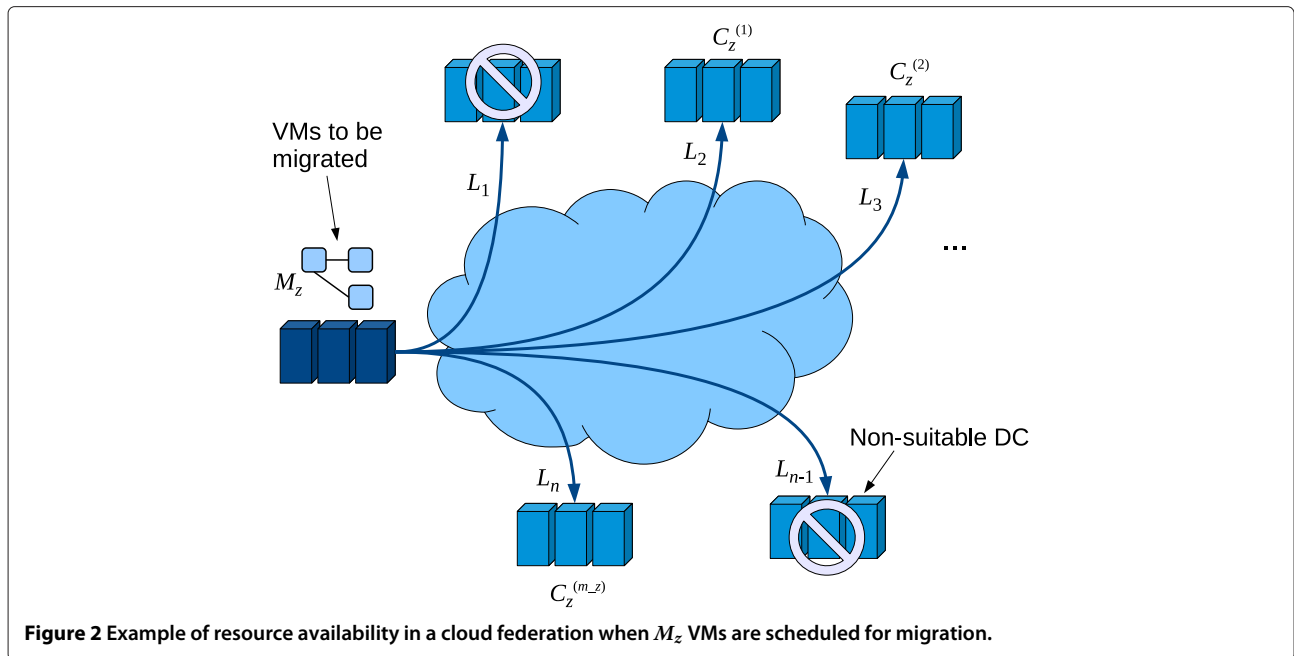 C_z^(1)
C_z^(2)
VMs to be
migrated
L_1
L_2
L_3
...
M_z
Non-suitable DC
L_n
L_{n-1}
C_z^(m_z)
Figure 2 Example of resource availability in a cloud federation when M_z VMs are scheduled for migration.